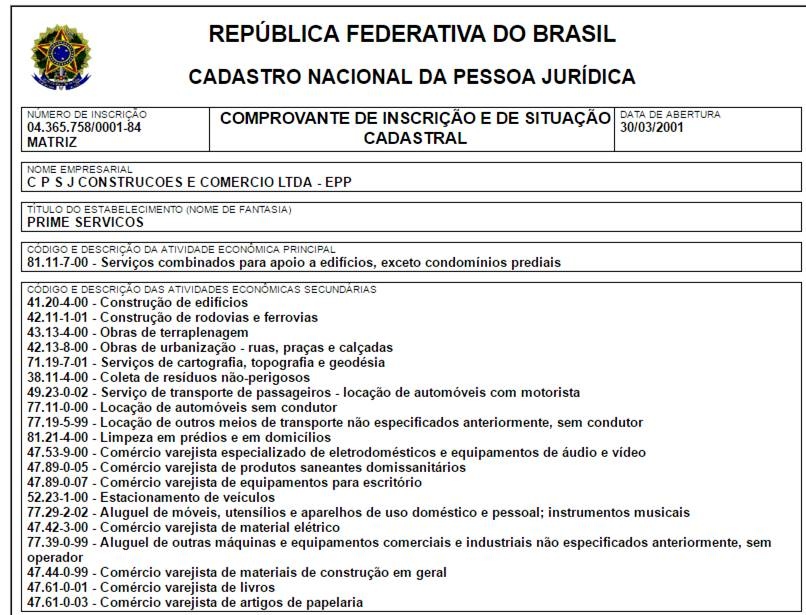 REPÚBLICA FEDERATIVA DO BRASIL
CADASTRO NACIONAL DA PESSOA JURÍDICA
NÚMERO DE INSCRIÇÃO
04.365.758/0001-84
MATRIZ
COMPROVANTE DE INSCRIÇÃO E DE SITUAÇÃO
CADASTRAL
DATA DE ABERTURA
30/03/2001
NOME EMPRESARIAL
C P S J CONSTRUCOES E COMERCIO LTDA - EPP
TÍTULO DO ESTABELECIMENTO (NOME DE FANTASIA)
PRIME SERVICOS
CÓDIGO E DESCRIÇÃO DA ATIVIDADE ECONÔMICA PRINCIPAL
81.11-7-00 - Serviços combinados para apoio a edifícios, exceto condomínios prediais
CÓDIGO E DESCRIÇÃO DAS ATIVIDADES ECONÔMICAS SECUNDÁRIAS
41.20-4-00 - Construção de edifícios
42.11-1-01 - Construção de rodovias e ferrovias
43.13-4-00 - Obras de terraplenagem
42.13-8-00 - Obras de urbanização - ruas, praças e calçadas
71.19-7-01 - Serviços de cartografia, topografia e geodésia
38.11-4-00 - Coleta de resíduos não-perigosos
49.23-0-02 - Serviço de transporte de passageiros - locação de automóveis com motorista
77.11-0-00 - Locação de automóveis sem condutor
77.19-5-99 - Locação de outros meios de transporte não especificados anteriormente, sem condutor
81.21-4-00 - Limpeza em prédios e em domicílios
47.53-9-00 - Comércio varejista especializado de eletrodomésticos e equipamentos de áudio e vídeo
47.89-0-05 - Comércio varejista de produtos saneantes domissanitários
47.89-0-07 - Comércio varejista de equipamentos para escritório
52.23-1-00 - Estacionamento de veículos
77.29-2-02 - Aluguel de móveis, utensílios e aparelhos de uso doméstico e pessoal; instrumentos musicais
47.42-3-00 - Comércio varejista de material elétrico
77.39-0-99 - Aluguel de outras máquinas e equipamentos comerciais e industriais não especificados anteriormente, sem
operador
47.44-0-99 - Comércio varejista de materiais de construção em geral
47.61-0-01 - Comércio varejista de livros
47.61-0-03 - Comércio varejista de artigos de papelaria